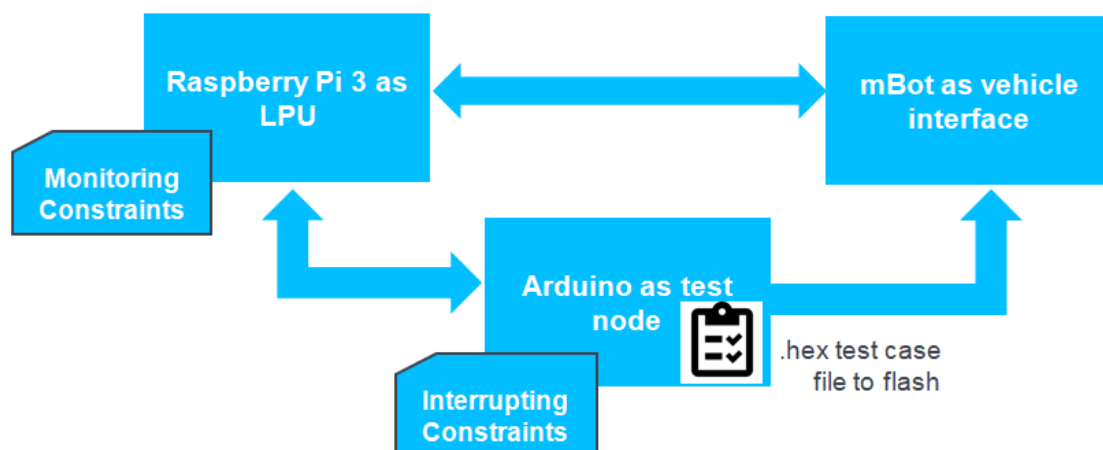 Raspberry Pi 3 as
LPU
mBot as vehicle
interface
Monitoring
Constraints
Arduino as test
node
.hex test case
file to flash
Interrupting
Constraints